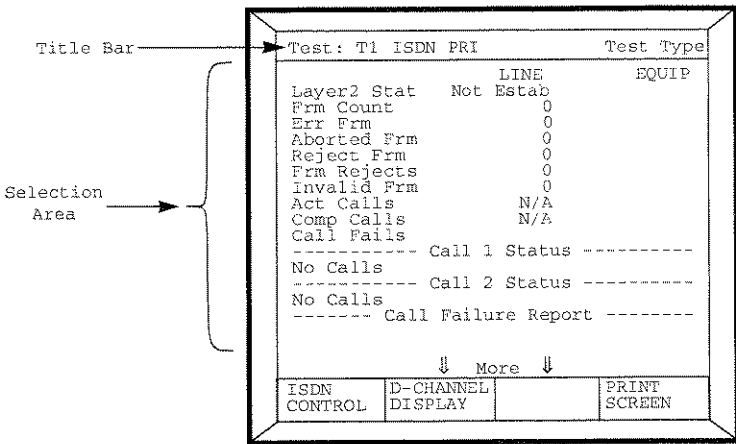 Title Bar
Test: T1 ISDN PRI Test Type
LINE EQUIP
Layer2 Stat Not Estab
Frm Count 0
Err Frm 0
Aborted Frm 0
Reject Frm 0
Frm Rejects 0
Invalid Frm 0
Act Calls N/A
Comp Calls N/A
Call Fails
Selection
Area
------------ Call 1 Status -----------
No Calls
------------ Call 2 Status -----------
No Calls
------- Call Failure Report --------
⇓ More ⇓
ISDN
CONTROL
D-CHANNEL
DISPLAY
PRINT
SCREEN